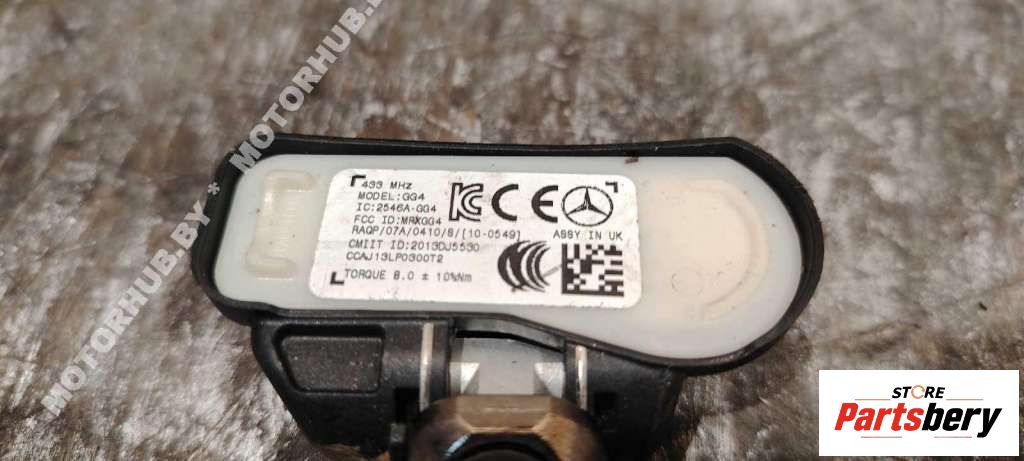 MOTORHUB.BY * MOTORHUB.BY
433 MHz
MODEL:GG4
IC:2546A-GG4
FCC ID:MRXGG4
RAQP/07A/0410/S/[10-0549]
CMIIT ID:2013DJ5530
CCAJ13LP0300T2
TORQUE 8.0 ± 10%Nm
CE
ASSY IN UK
STORE
Partsbery